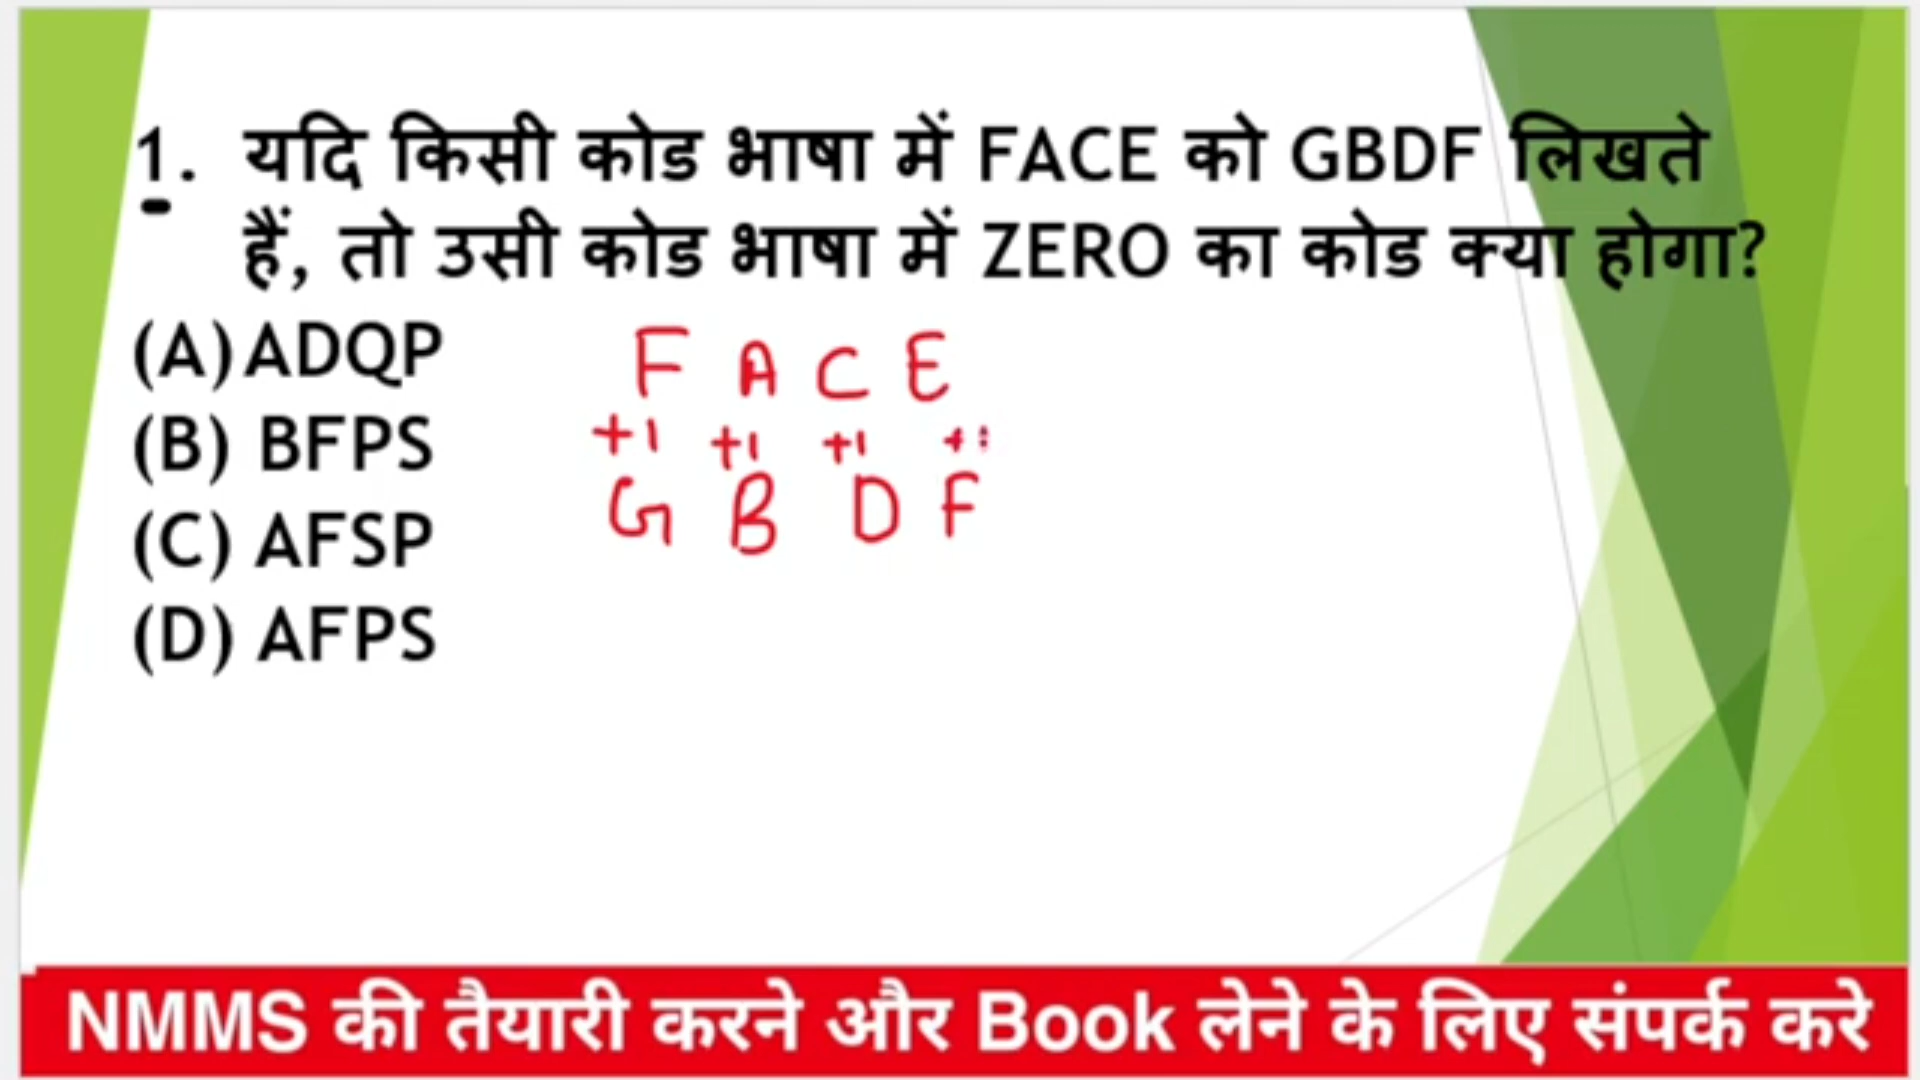 1. यदि किसी कोड भाषा में FACE को GBDF लिखते
हैं, तो उसी कोड भाषा में ZERO का कोड क्या होगा?
(A) ADQP
(B) BFPS
(C) AFSP
(D) AFPS
F A C E
+1 +1 +1
G B D F
NMMS की तैयारी करने और Book लेने के लिए संपर्क करे